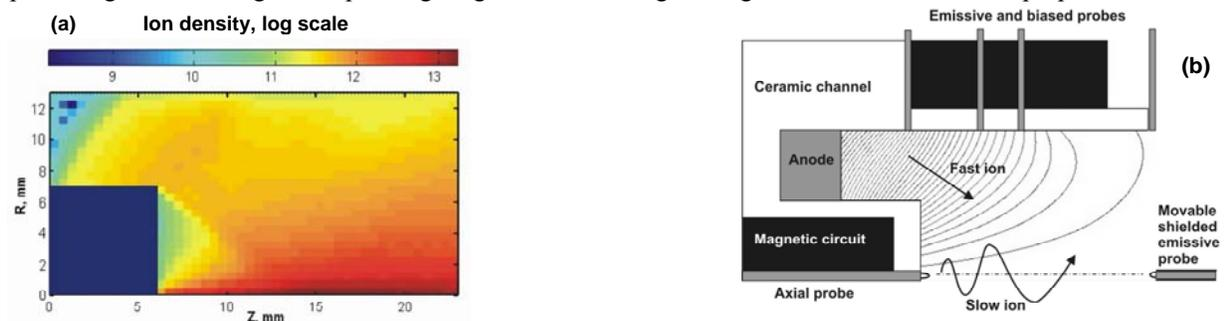 (a) Ion density, log scale
9 10 11 12 13
12
10
8
6
4
2
0
R, mm
0 5 10 15 20
Z, mm
Emissive and biased probes
(b)
Ceramic channel
Anode
Fast ion
Magnetic circuit
Movable
shielded
emissive
probe
Axial probe
Slow ion